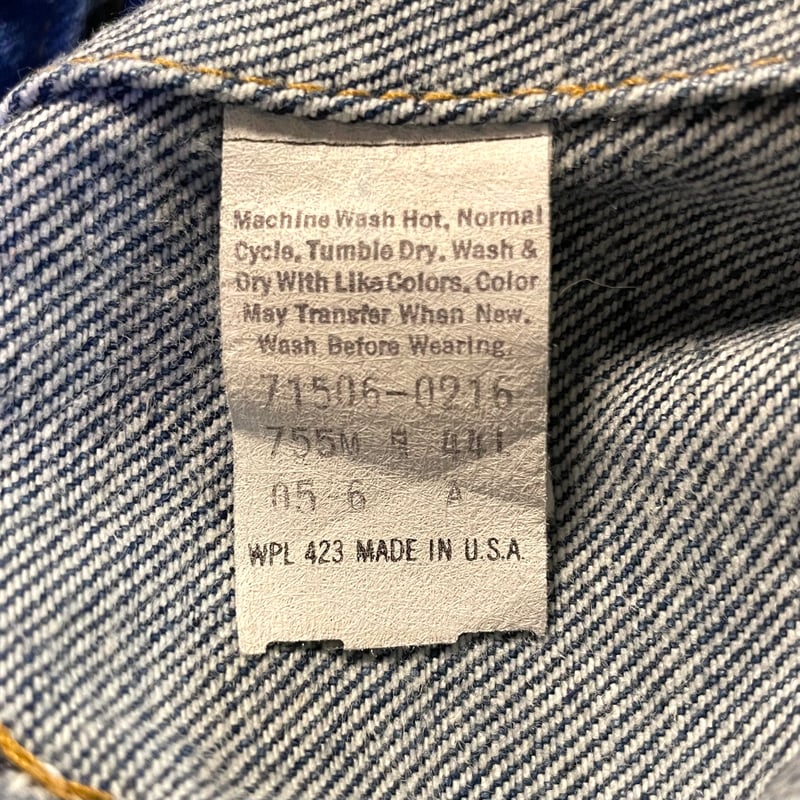 Machine Wash Hot, Normal
Cycle, Tumble Dry. Wash &
Dry With Like Colors, Color
May Transfer When New.
Wash Before Wearing.
71506-0216
755M 44L
05 6 A
WPL 423 MADE IN U.S.A.